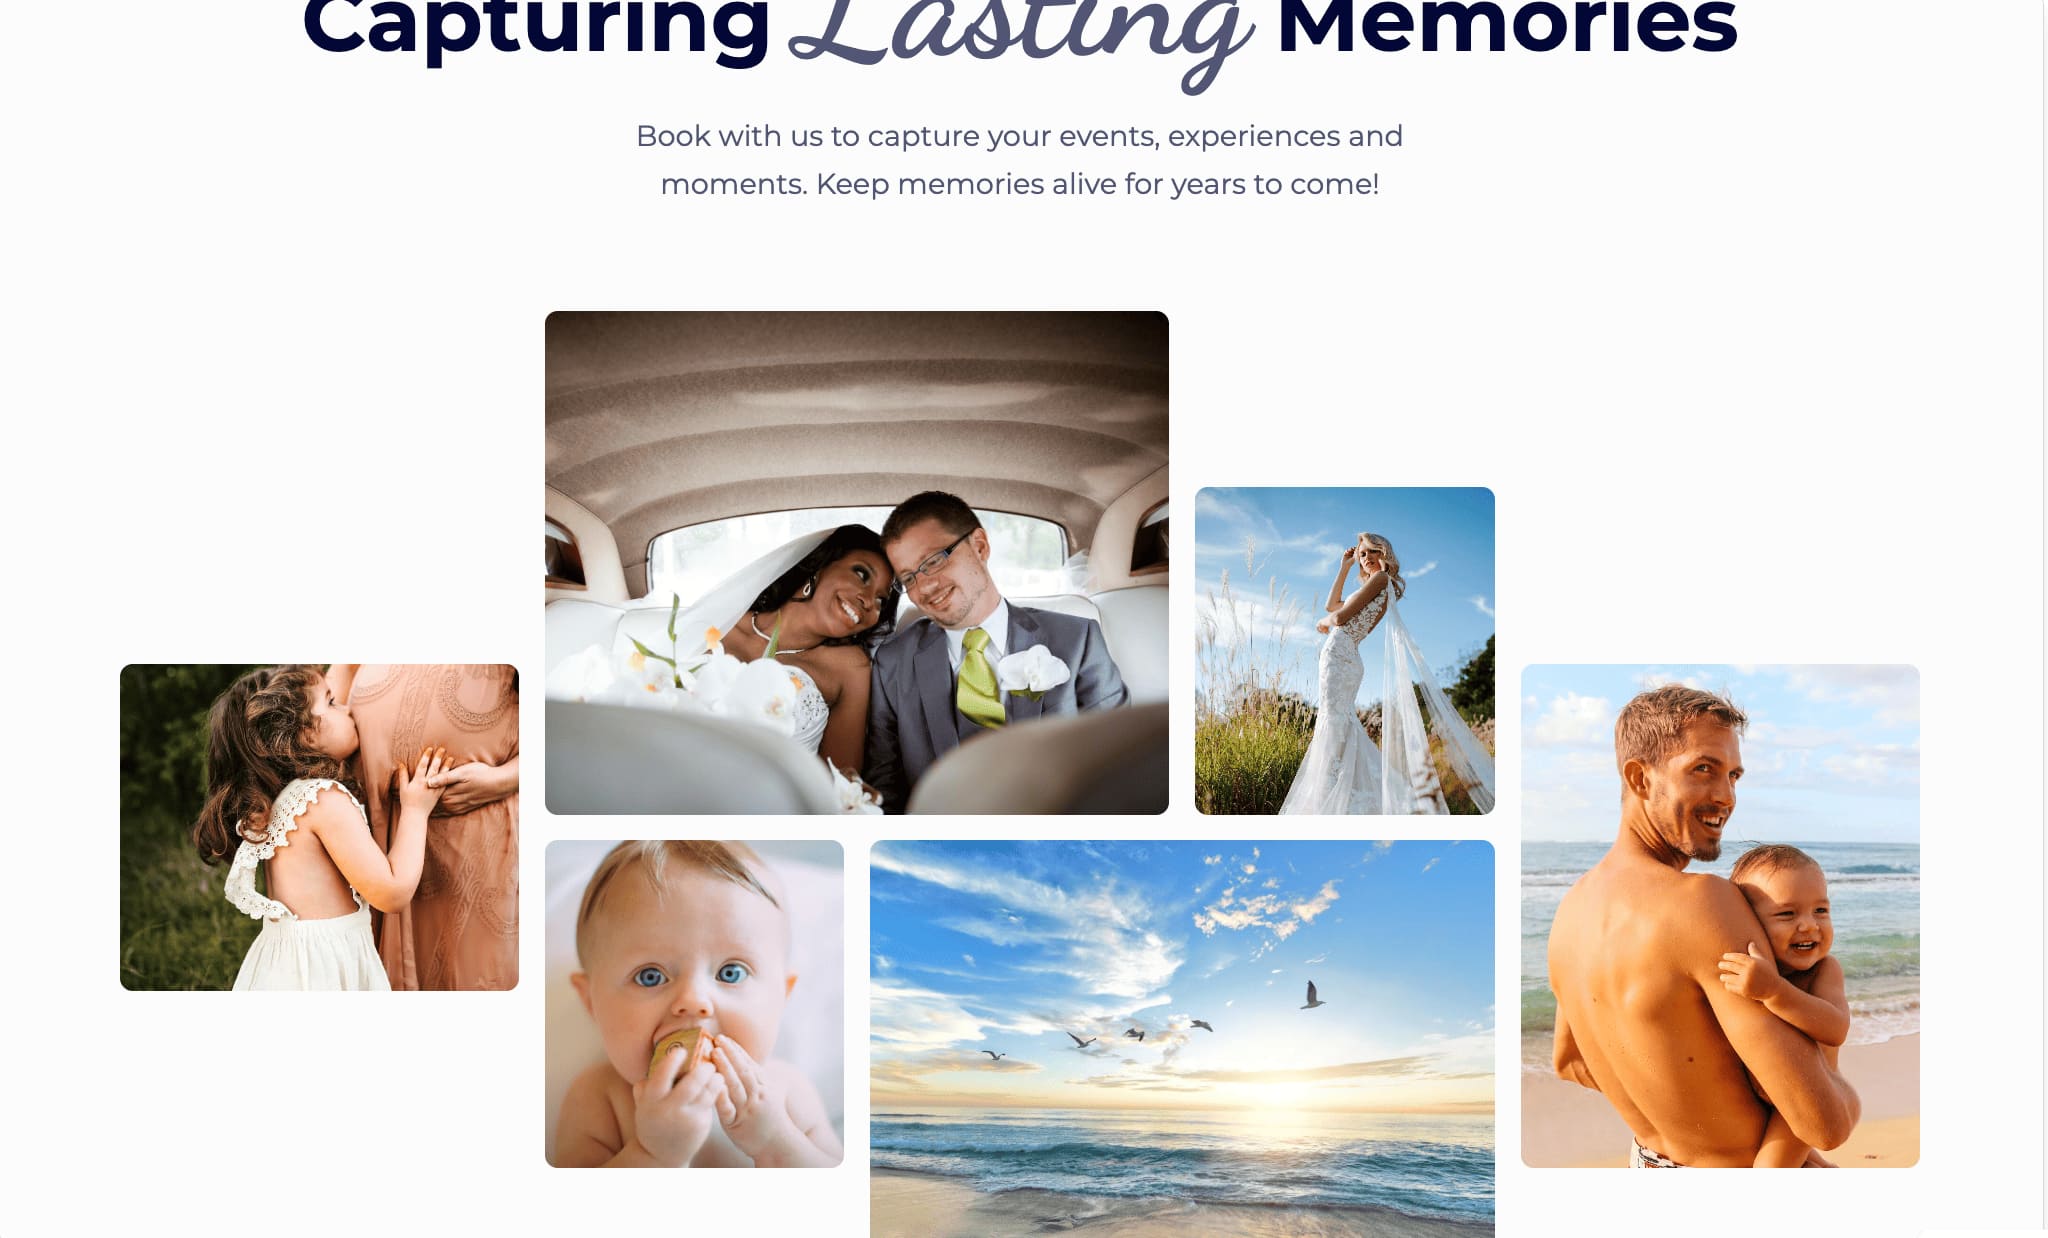 Capturing Lasting Memories
Book with us to capture your events, experiences and
moments. Keep memories alive for years to come!